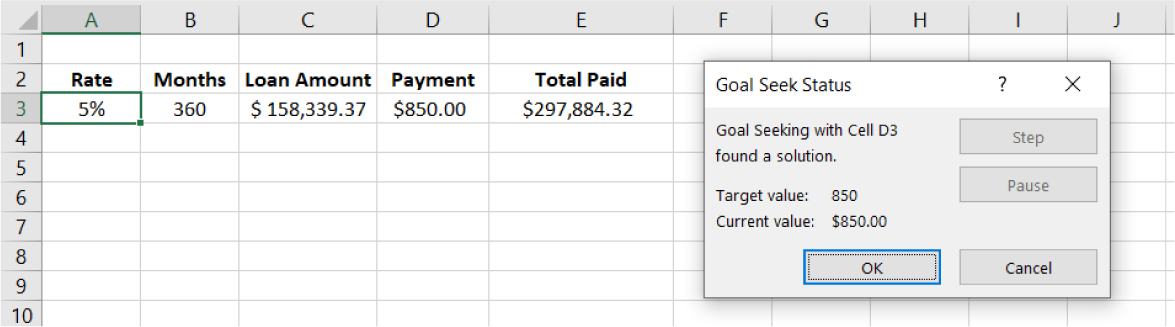 A B C D E F G H I J
1
2 Rate Months Loan Amount Payment Total Paid
3 5% 360 $ 158,339.37 $850.00 $297,884.32
4
5
6
7
8
9
10
Goal Seek Status ? ×
Goal Seeking with Cell D3
found a solution.
Step
Pause
Target value: 850
Current value: $850.00
OK Cancel